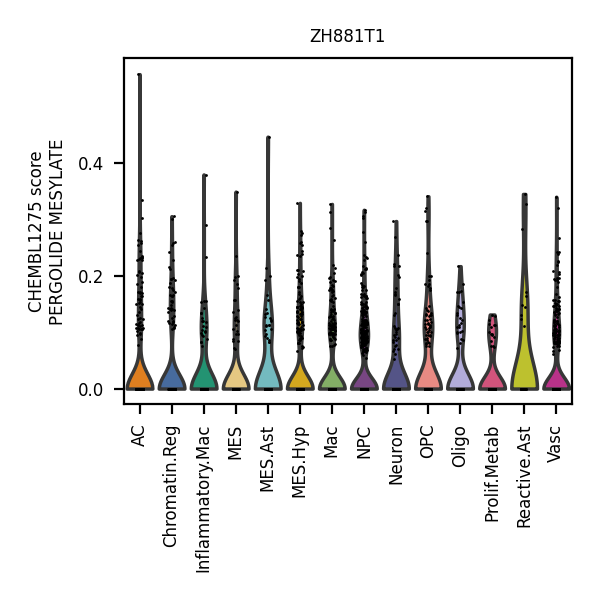 ZH881T1
CHEMBL1275 score
PERGOLIDE MESYLATE
0.4
0.2
0.0
AC
Chromatin.Reg
Inflammatory.Mac
MES
MES.Ast
MES.Hyp
Mac
NPC
Neuron
OPC
Oligo
Prolif.Metab
Reactive.Ast
Vasc